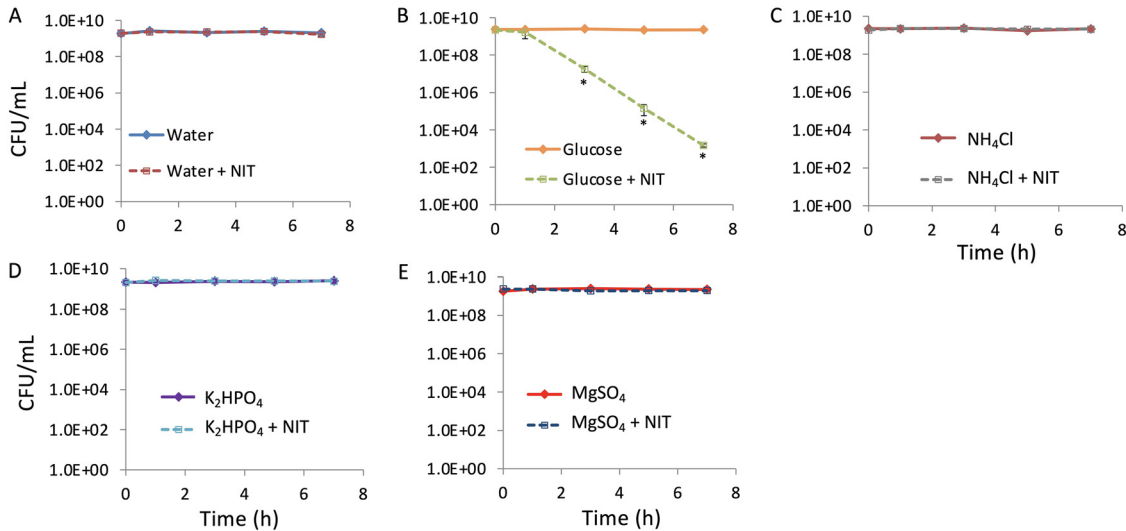 A
CFU/mL
1.0E+10
1.0E+08
1.0E+06
1.0E+04
1.0E+02
1.0E+00
Water
Water + NIT
0 2 4 6 8
B
1.0E+10
1.0E+08
1.0E+06
1.0E+04
1.0E+02
1.0E+00
*
*
*
Glucose
Glucose + NIT
0 2 4 6 8
C
1.0E+10
1.0E+08
1.0E+06
1.0E+04
1.0E+02
1.0E+00
NH₄Cl
NH₄Cl + NIT
0 2 4 6 8
Time (h)
D
CFU/mL
1.0E+10
1.0E+08
1.0E+06
1.0E+04
1.0E+02
1.0E+00
K₂HPO₄
K₂HPO₄ + NIT
0 2 4 6 8
Time (h)
E
1.0E+10
1.0E+08
1.0E+06
1.0E+04
1.0E+02
1.0E+00
MgSO₄
MgSO₄ + NIT
0 2 4 6 8
Time (h)